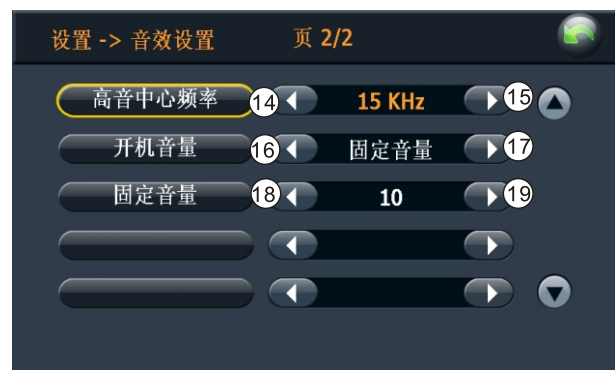 设置 -> 音效设置 页 2/2
高音中心频率 14 15 KHz 15
开机音量 16 固定音量 17
固定音量 18 10 19